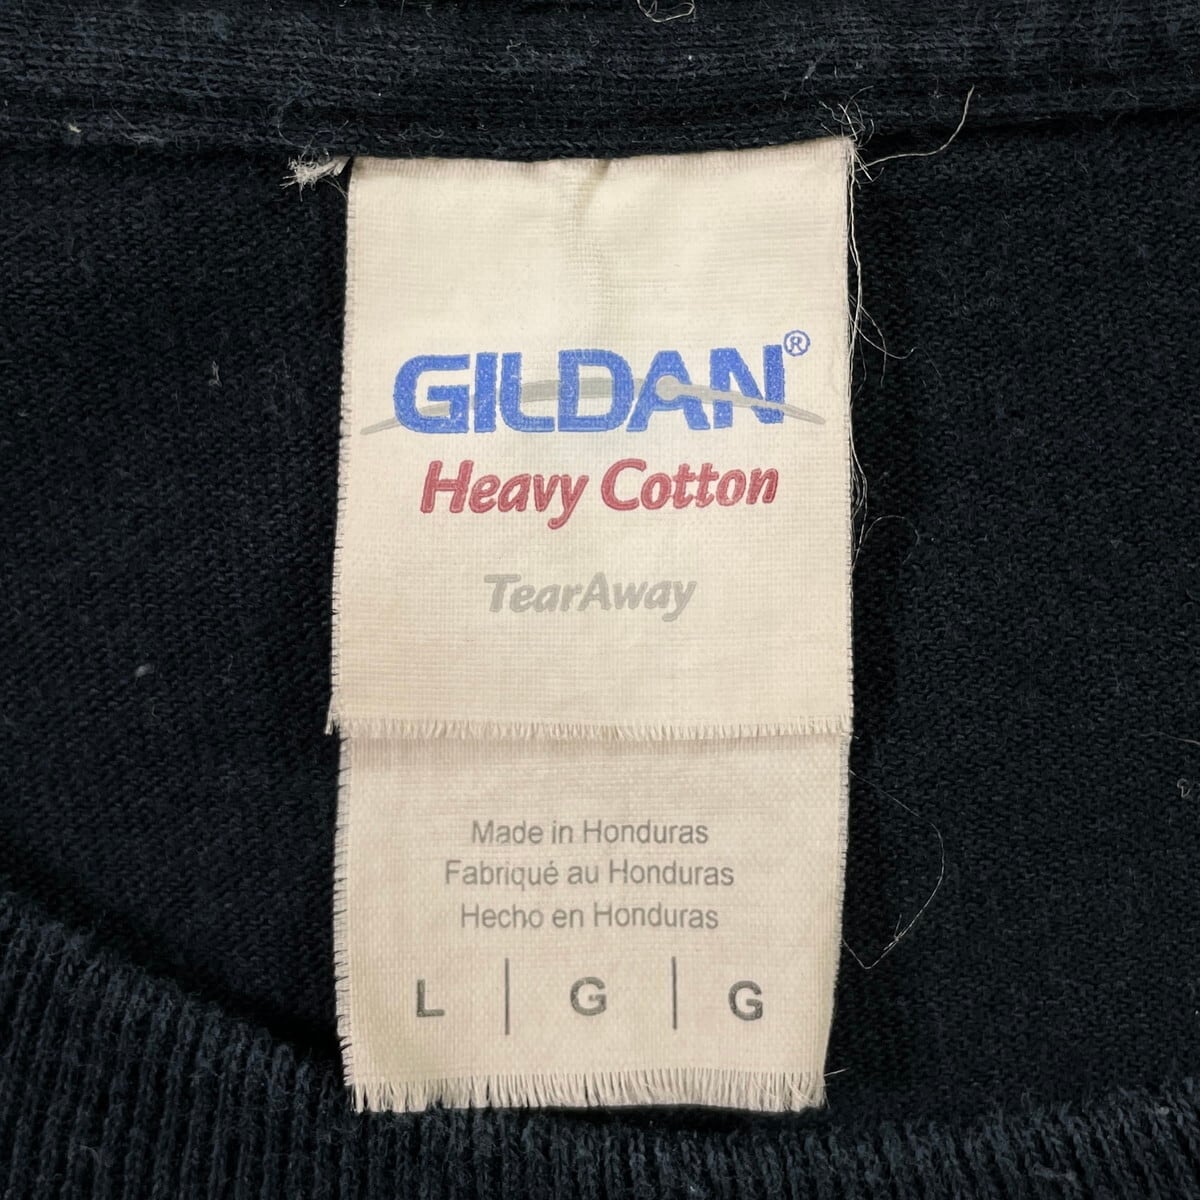 GILDAN®
Heavy Cotton
TearAway
Made in Honduras
Fabriqué au Honduras
Hecho en Honduras
L | G | G